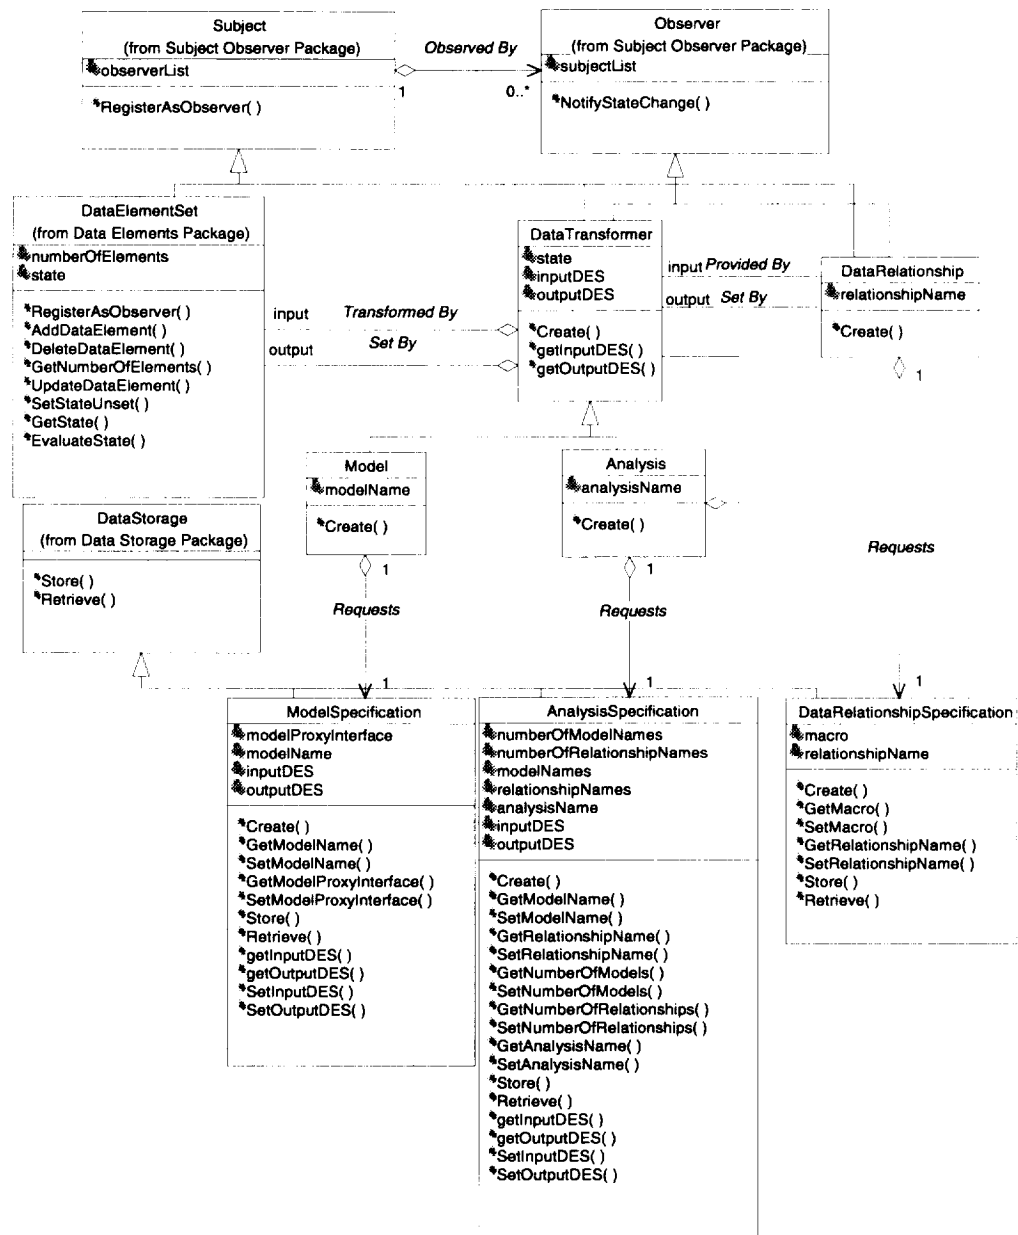 Subject
(from Subject Observer Package)
observerList
RegisterAsObserver( )
Observed By
1
0..*
Observer
(from Subject Observer Package)
subjectList
NotifyStateChange( )
DataElementSet
(from Data Elements Package)
numberOfElements
state
RegisterAsObserver( )
AddDataElement( )
DeleteDataElement( )
GetNumberOfElements( )
UpdateDataElement( )
SetStateUnset( )
GetState( )
EvaluateState( )
input Transformed By
output Set By
DataTransformer
state
inputDES
outputDES
Create( )
getInputDES( )
getOutputDES( )
input Provided By
output Set By
DataRelationship
relationshipName
Create( )
1
Model
modelName
Create( )
1
Requests
1
Analysis
analysisName
Create( )
1
Requests
1
Requests
1
DataStorage
(from Data Storage Package)
Store( )
Retrieve( )
ModelSpecification
modelProxyInterface
modelName
inputDES
outputDES
Create( )
GetModelName( )
SetModelName( )
GetModelProxyInterface( )
SetModelProxyInterface( )
Store( )
Retrieve( )
getInputDES( )
getOutputDES( )
SetInputDES( )
SetOutputDES( )
AnalysisSpecification
numberOfModelNames
numberOfRelationshipNames
modelNames
relationshipNames
analysisName
inputDES
outputDES
Create( )
GetModelName( )
SetModelName( )
GetRelationshipName( )
SetRelationshipName( )
GetNumberOfModels( )
SetNumberOfModels( )
GetNumberOfRelationships( )
SetNumberOfRelationships( )
GetAnalysisName( )
SetAnalysisName( )
Store( )
Retrieve( )
getInputDES( )
getOutputDES( )
SetInputDES( )
SetOutputDES( )
DataRelationshipSpecification
macro
relationshipName
Create( )
GetMacro( )
SetMacro( )
GetRelationshipName( )
SetRelationshipName( )
Store( )
Retrieve( )